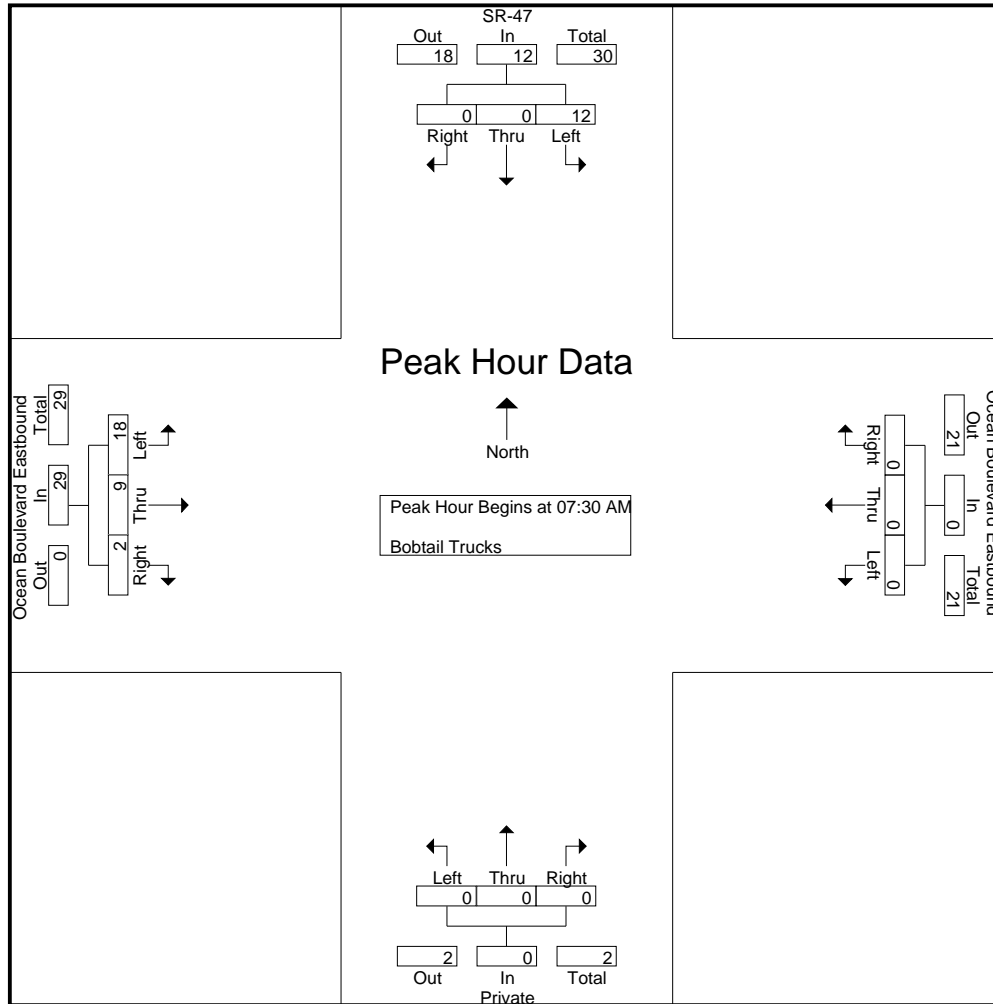 SR-47
Out In Total
18 12 30
0 0 12
Right Thru Left
Peak Hour Data
North
Peak Hour Begins at 07:30 AM
Bobtail Trucks
Ocean Boulevard Eastbound
Out In Total
0 29 29
Left Thru Right
18 9 2
Ocean Boulevard Eastbound
Out In Total
21 0 21
Right Thru Left
0 0 0
Left Thru Right
0 0 0
2 0 2
Out In Total
Private